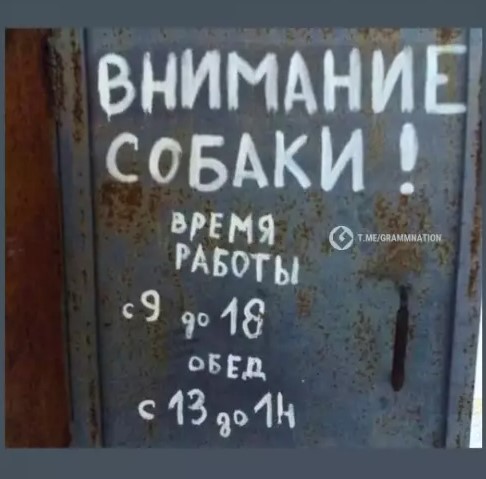 ВНИМАНИЕ
СОБАКИ !
T.ME/GRAMMNATION
ВРЕМЯ
РАБОТЫ
с 9 до 18
ОБЕД
с 13 до 14